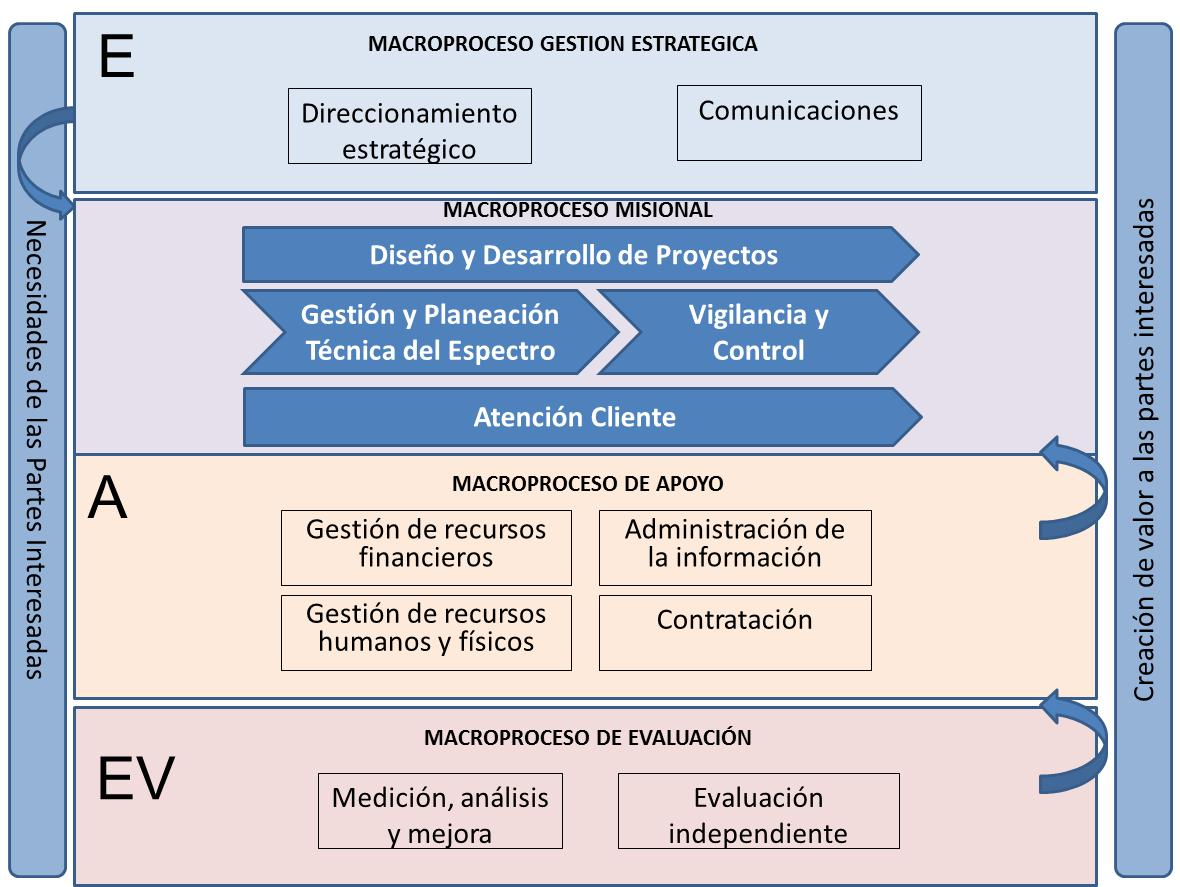 E
MACROPROCESO GESTION ESTRATEGICA
Direccionamiento
estratégico
Comunicaciones
Necesidades de las Partes Interesadas
MACROPROCESO MISIONAL
Diseño y Desarrollo de Proyectos
Gestión y Planeación
Técnica del Espectro
Vigilancia y
Control
Atención Cliente
A
MACROPROCESO DE APOYO
Gestión de recursos
financieros
Administración de
la información
Gestión de recursos
humanos y físicos
Contratación
EV
MACROPROCESO DE EVALUACIÓN
Medición, análisis
y mejora
Evaluación
independiente
Creación de valor a las partes interesadas